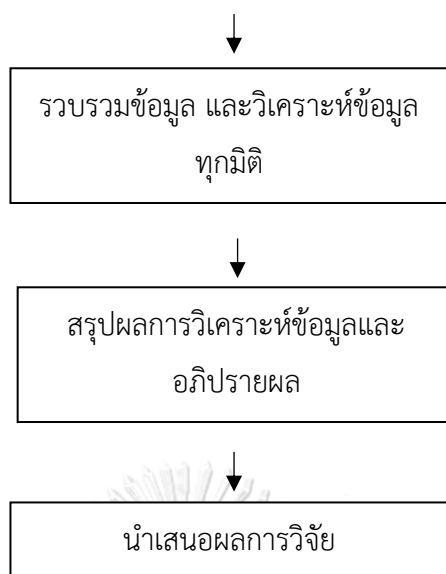 รวบรวมข้อมูล และวิเคราะห์ข้อมูล
ทุกมิติ
สรุปผลการวิเคราะห์ข้อมูลและ
อภิปรายผล
นำเสนอผลการวิจัย